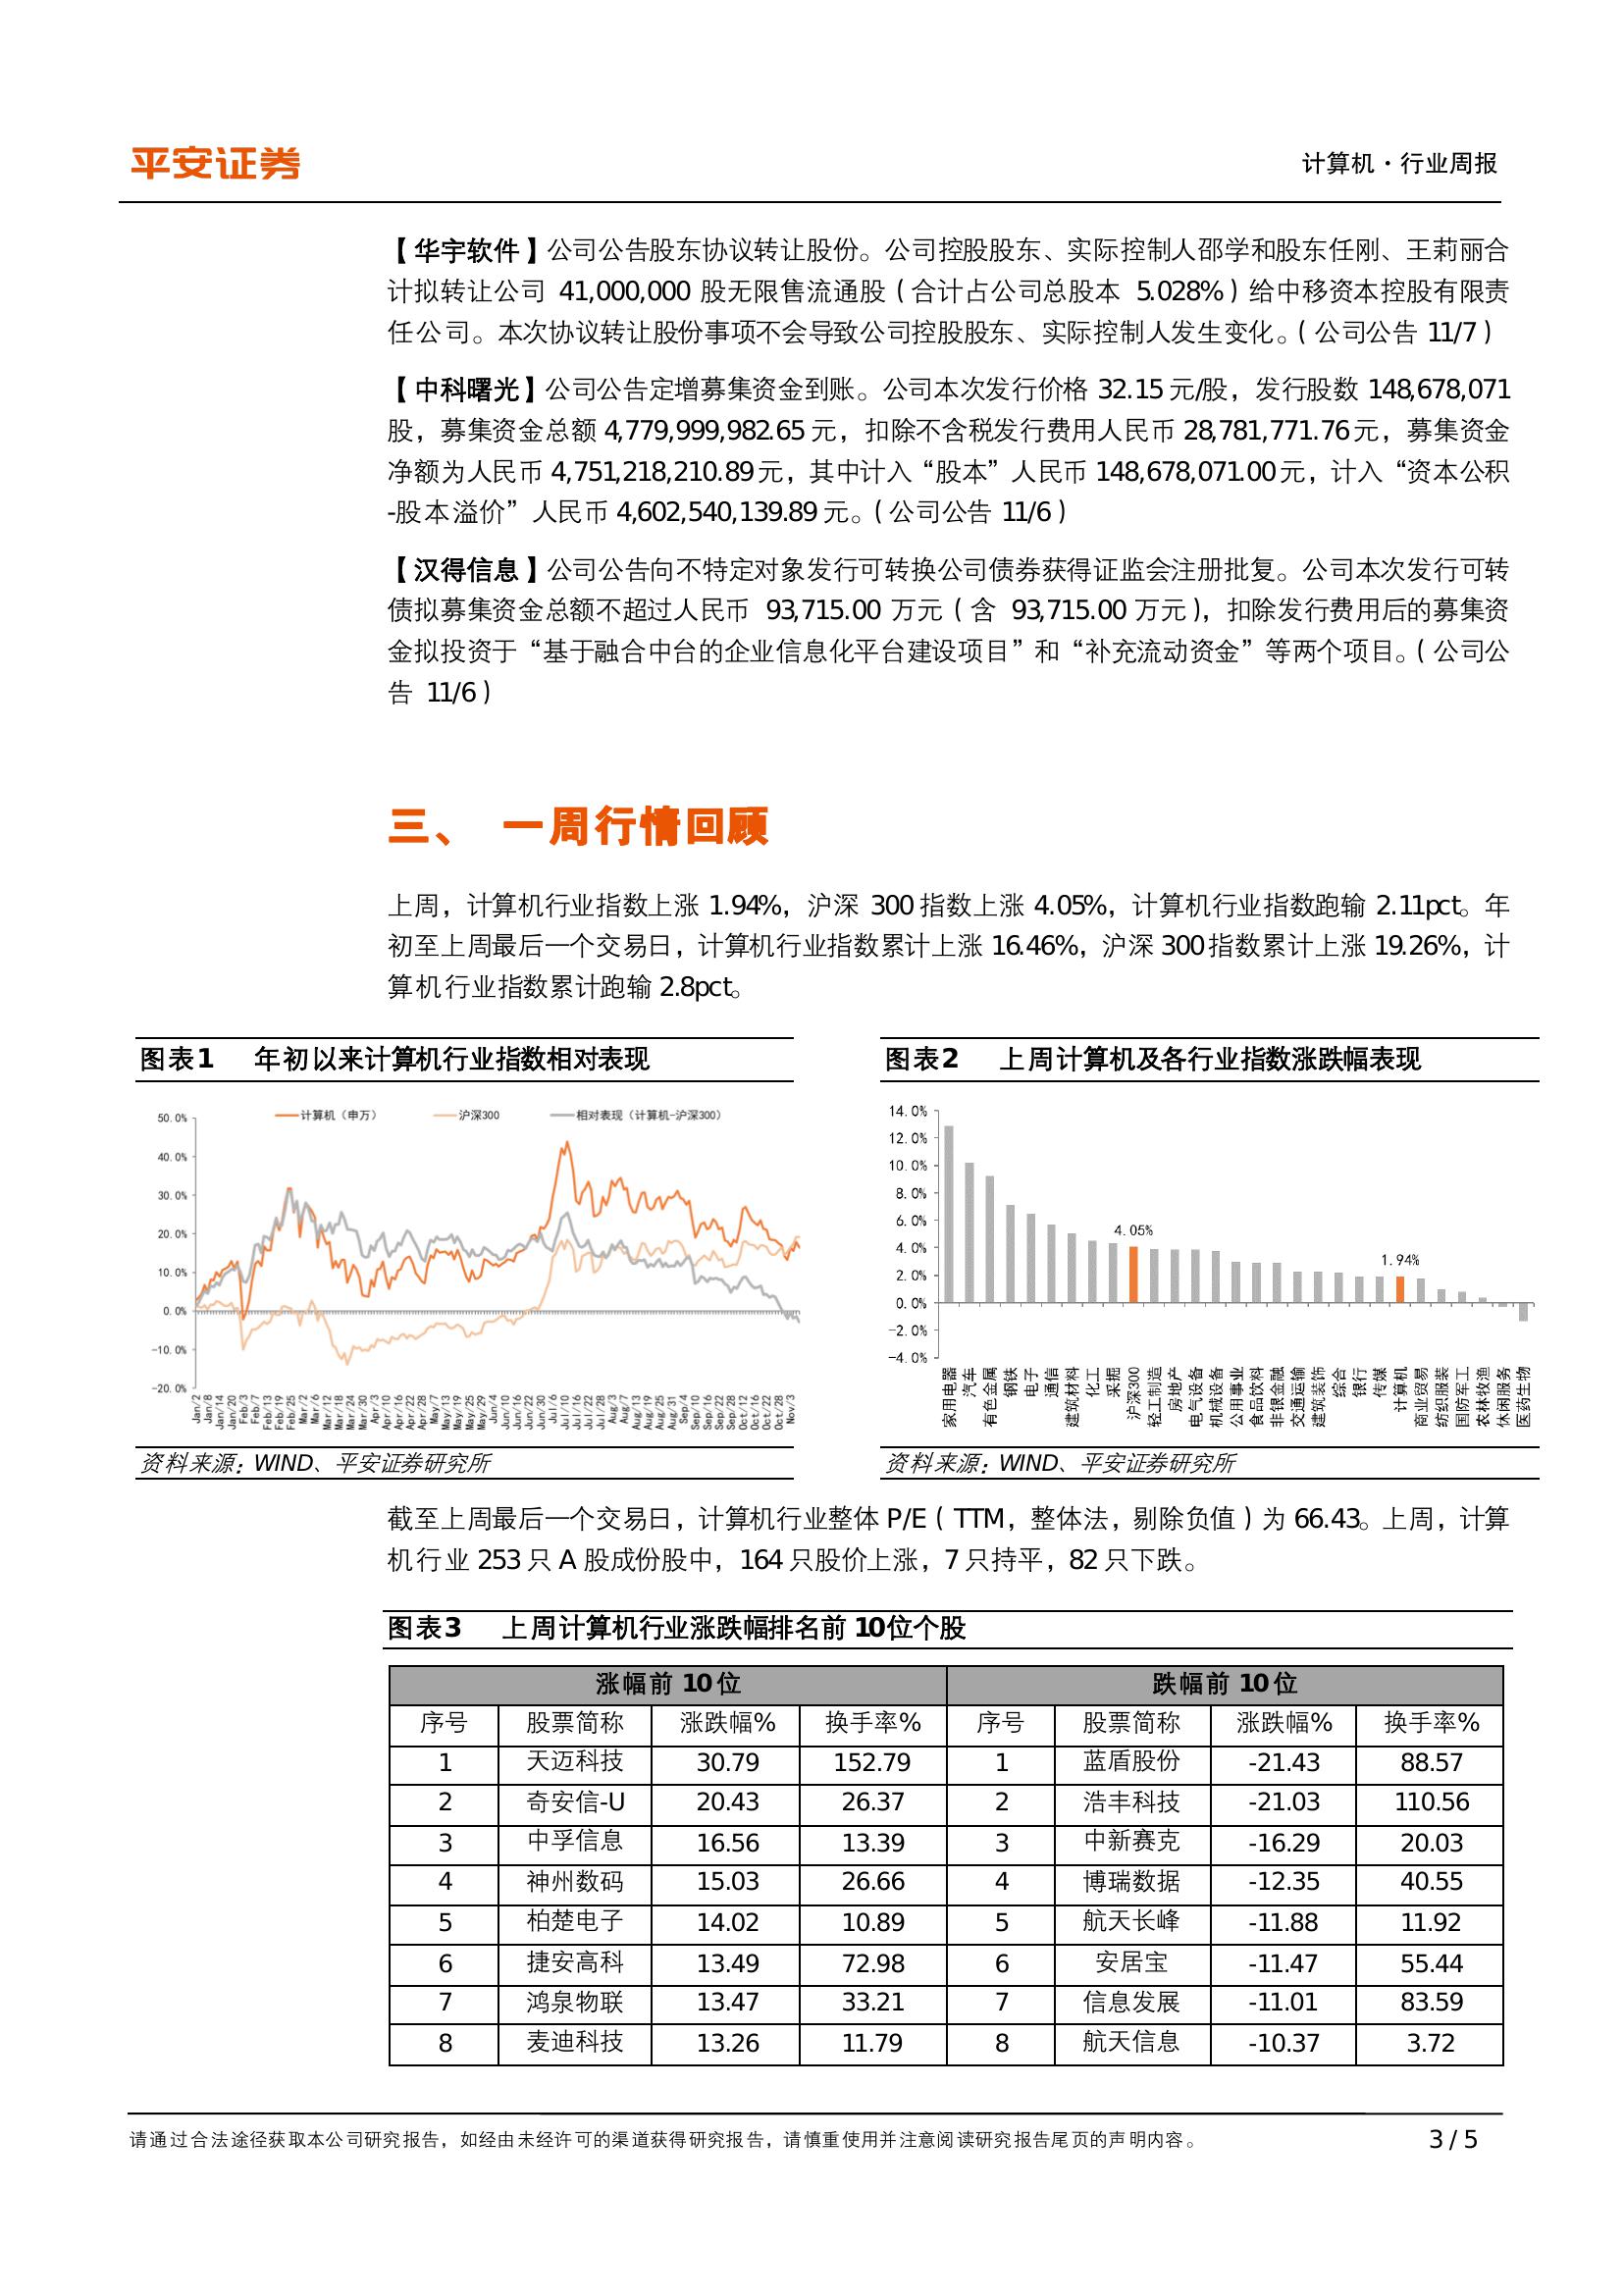 平安证券
计算机·行业周报
【华宇软件】公司公告股东协议转让股份。公司控股股东、实际控制人邵学和股东任刚、王莉丽合
计拟转让公司 41,000,000 股无限售流通股（合计占公司总股本 5.028%）给中移资本控股有限责
任公司。本次协议转让股份事项不会导致公司控股股东、实际控制人发生变化。（公司公告 11/7）
【中科曙光】公司公告定增募集资金到账。公司本次发行价格 32.15 元/股，发行股数 148,678,071
股，募集资金总额 4,779,999,982.65 元，扣除不含税发行费用人民币 28,781,771.76 元，募集资金
净额为人民币 4,751,218,210.89 元，其中计入“股本”人民币 148,678,071.00 元，计入“资本公积
-股本溢价”人民币 4,602,540,139.89 元。（公司公告 11/6）
【汉得信息】公司公告向不特定对象发行可转换公司债券获得证监会注册批复。公司本次发行可转
债拟募集资金总额不超过人民币 93,715.00 万元（含 93,715.00 万元），扣除发行费用后的募集资
金拟投资于“基于融合中台的企业信息化平台建设项目”和“补充流动资金”等两个项目。（公司公
告 11/6）
三、 一周行情回顾
上周，计算机行业指数上涨 1.94%，沪深 300 指数上涨 4.05%，计算机行业指数跑输 2.11pct。年
初至上周最后一个交易日，计算机行业指数累计上涨 16.46%，沪深 300 指数累计上涨 19.26%，计
算机行业指数累计跑输 2.8pct。
图表1 年初以来计算机行业指数相对表现
计算机（申万） 沪深300 相对表现（计算机-沪深300）
50.0%
40.0%
30.0%
20.0%
10.0%
0.0%
-10.0%
-20.0%
Jan/2 Jan/8 Jan/14 Jan/20 Feb/3 Feb/7 Feb/13 Feb/19 Feb/25 Mar/2 Mar/6 Mar/12 Mar/18 Mar/24 Mar/30 Apr/3 Apr/10 Apr/16 Apr/22 Apr/28 May/7 May/13 May/19 May/25 May/29 Jun/4 Jun/10 Jun/16 Jun/22 Jun/30 Jul/6 Jul/10 Jul/16 Jul/22 Jul/28 Aug/3 Aug/7 Aug/13 Aug/19 Aug/25 Aug/31 Sep/4 Sep/10 Sep/16 Sep/22 Sep/28 Oct/12 Oct/16 Oct/22 Oct/28 Nov/3
资料来源：WIND、平安证券研究所
图表2 上周计算机及各行业指数涨跌幅表现
14.0%
12.0%
10.0%
8.0%
6.0%
4.0%
2.0%
0.0%
-2.0%
-4.0%
4.05%
1.94%
家用电器 汽车 有色金属 钢铁 电子 通信 建筑材料 化工 采掘 沪深300 轻工制造 房地产 电气设备 机械设备 公用事业 食品饮料 非银金融 交通运输 建筑装饰 综合 银行 传媒 计算机 商业贸易 纺织服装 国防军工 农林牧渔 休闲服务 医药生物
资料来源：WIND、平安证券研究所
截至上周最后一个交易日，计算机行业整体 P/E（TTM，整体法，剔除负值）为 66.43。上周，计算
机行业 253 只 A 股成份股中，164 只股价上涨，7 只持平，82 只下跌。
图表3 上周计算机行业涨跌幅排名前 10位个股
涨幅前 10 位 跌幅前 10 位
序号 股票简称 涨跌幅% 换手率% 序号 股票简称 涨跌幅% 换手率%
1 天迈科技 30.79 152.79 1 蓝盾股份 -21.43 88.57
2 奇安信-U 20.43 26.37 2 浩丰科技 -21.03 110.56
3 中孚信息 16.56 13.39 3 中新赛克 -16.29 20.03
4 神州数码 15.03 26.66 4 博瑞数据 -12.35 40.55
5 柏楚电子 14.02 10.89 5 航天长峰 -11.88 11.92
6 捷安高科 13.49 72.98 6 安居宝 -11.47 55.44
7 鸿泉物联 13.47 33.21 7 信息发展 -11.01 83.59
8 麦迪科技 13.26 11.79 8 航天信息 -10.37 3.72
请通过合法途径获取本公司研究报告，如经由未经许可的渠道获得研究报告，请慎重使用并注意阅读研究报告尾页的声明内容。
3 / 5